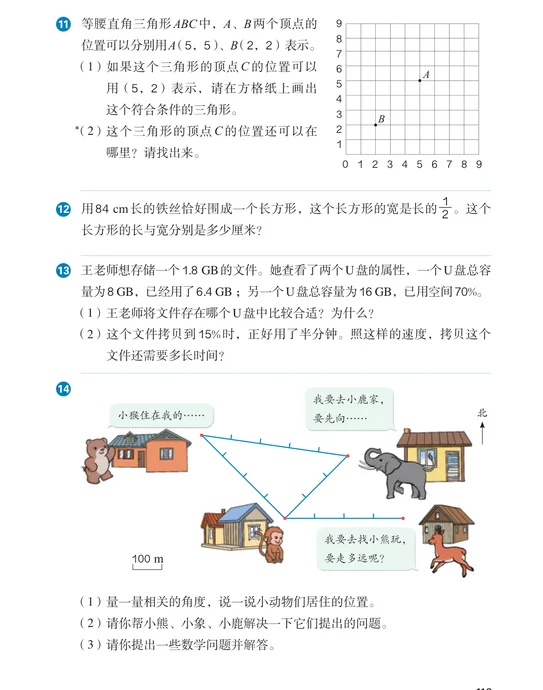 11 等腰直角三角形ABC中，A、B两个顶点的
位置可以分别用A（5，5）、B（2，2）表示。
（1）如果这个三角形的顶点C的位置可以
用（5，2）表示，请在方格纸上画出
这个符合条件的三角形。
*（2）这个三角形的顶点C的位置还可以在
哪里？请找出来。
9
8
7
6
5
4
3
2
1
A
B
0 1 2 3 4 5 6 7 8 9
12 用84 cm长的铁丝恰好围成一个长方形，这个长方形的宽是长的1/2。这个
长方形的长与宽分别是多少厘米？
13 王老师想存储一个1.8 GB的文件。她查看了两个U盘的属性，一个U盘总容
量为8 GB，已经用了6.4 GB；另一个U盘总容量为16 GB，已用空间70%。
（1）王老师将文件存在哪个U盘中比较合适？为什么？
（2）这个文件拷贝到15%时，正好用了半分钟。照这样的速度，拷贝这个
文件还需要多长时间？
14
小猴住在我的……
我要去小鹿家，
要先向……
北
我要去找小熊玩，
要走多远呢？
100 m
（1）量一量相关的角度，说一说小动物们居住的位置。
（2）请你帮小熊、小象、小鹿解决一下它们提出的问题。
（3）请你提出一些数学问题并解答。